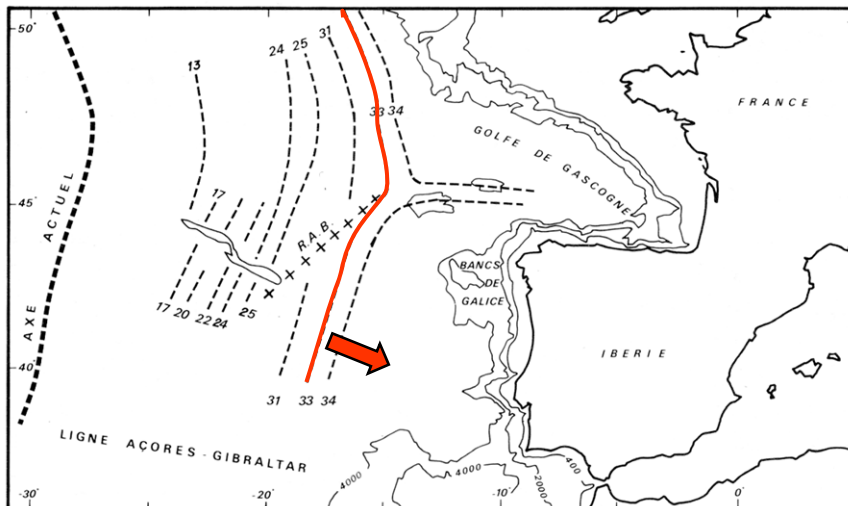 50°
45°
40°
-30°
-20°
-10°
0°
AXE ACTUEL
13
24
25
31
33 34
17
17 20 22 24 25
31 33 34
R.A.B.
GOLFE DE GASCOGNE
FRANCE
BANCS
DE
GALICE
IBERIE
LIGNE AÇORES - GIBRALTAR
4000
4000
2000
400